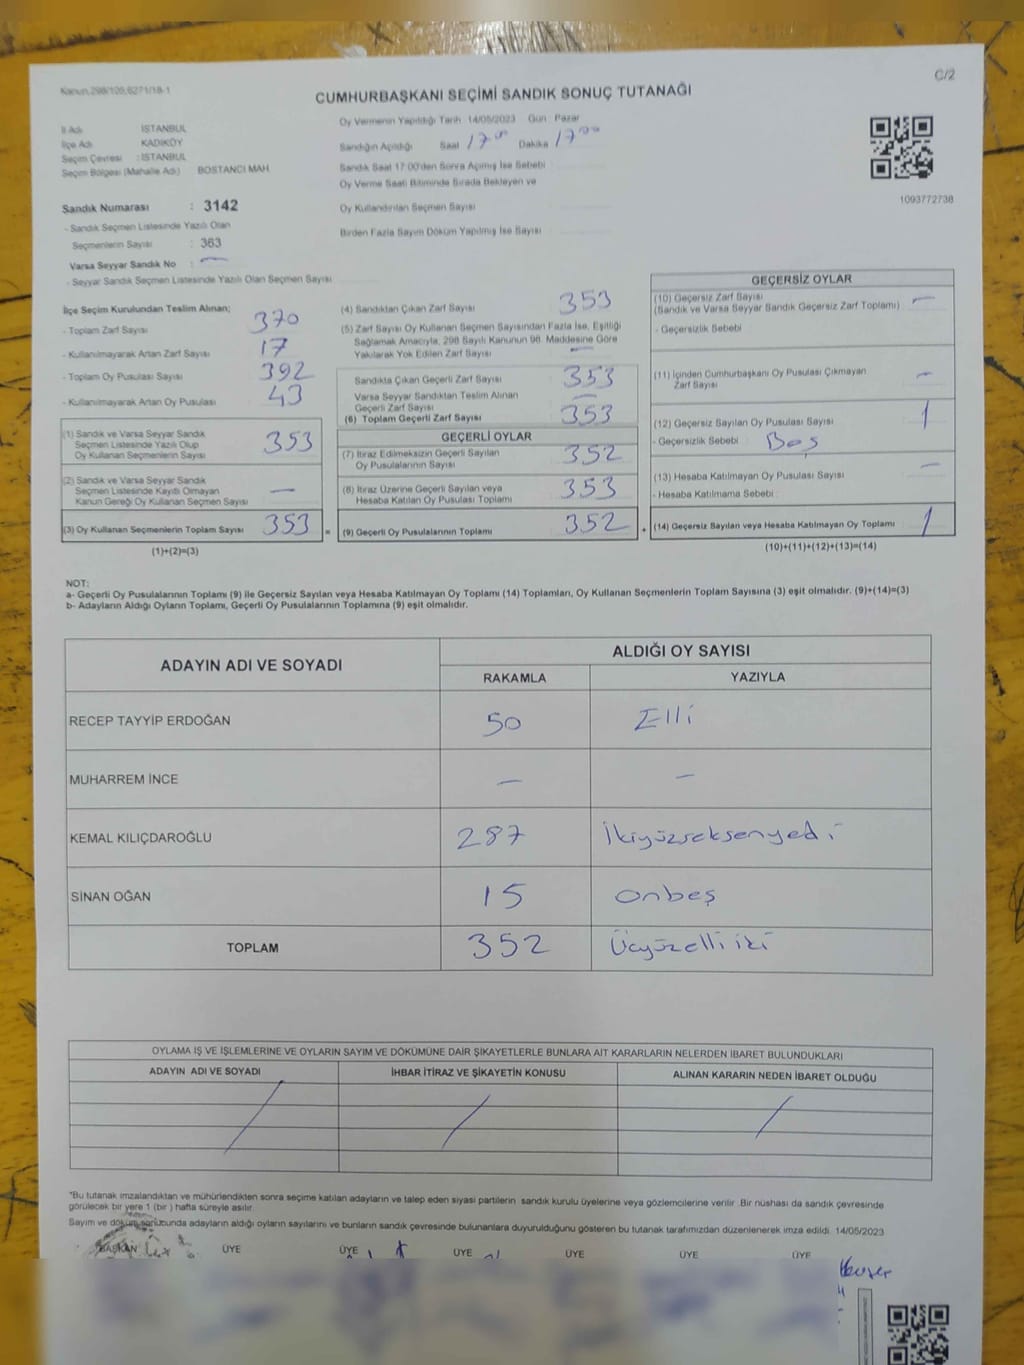 Kanun.298/105,6271/18-1
C/2
CUMHURBAŞKANI SEÇİMİ SANDIK SONUÇ TUTANAĞI
İl Adı İSTANBUL
İlçe Adı KADIKÖY
Seçim Çevresi : İSTANBUL
Seçim Bölgesi (Mahalle Adı) BOSTANCI MAH.
Sandık Numarası : 3142
- Sandık Seçmen Listesinde Yazılı Olan
Seçmenlerin Sayısı : 363
Varsa Seyyar Sandık No : —
- Seyyar Sandık Seçmen Listesinde Yazılı Olan Seçmen Sayısı
Oy Vermenin Yapıldığı Tarih 14/05/2023 Gün: Pazar
Sandığın Açıldığı Saat 17 00 Dakika 17 00
Sandık Saat 17:00'den Sonra Açılmış İse Sebebi
Oy Verme Saati Bitiminde Sırada Bekleyen ve
Oy Kullandırılan Seçmen Sayısı
Birden Fazla Sayım Döküm Yapılmış İse Sayısı
1093772738
İlçe Seçim Kurulundan Teslim Alınan;
- Toplam Zarf Sayısı 370
- Kullanılmayarak Artan Zarf Sayısı 17
- Toplam Oy Pusulası Sayısı 392
- Kullanılmayarak Artan Oy Pusulası 43
(1) Sandık ve Varsa Seyyar Sandık
Seçmen Listesinde Yazılı Olup
Oy Kullanan Seçmenlerin Sayısı 353
(2) Sandık ve Varsa Seyyar Sandık
Seçmen Listesinde Kayıtlı Olmayan
Kanun Gereği Oy Kullanan Seçmen Sayısı —
(3) Oy Kullanan Seçmenlerin Toplam Sayısı 353 =
(1)+(2)=(3)
(4) Sandıktan Çıkan Zarf Sayısı 353
(5) Zarf Sayısı Oy Kullanan Seçmen Sayısından Fazla İse, Eşitliği
Sağlamak Amacıyla, 298 Sayılı Kanunun 98. Maddesine Göre
Yakılarak Yok Edilen Zarf Sayısı —
Sandıkta Çıkan Geçerli Zarf Sayısı 353
Varsa Seyyar Sandıktan Teslim Alınan
Geçerli Zarf Sayısı —
(6) Toplam Geçerli Zarf Sayısı 353
GEÇERLİ OYLAR
(7) İtiraz Edilmeksizin Geçerli Sayılan
Oy Pusulalarının Sayısı 352
(8) İtiraz Üzerine Geçerli Sayılan veya
Hesaba Katılan Oy Pusulası Toplamı 353
(9) Geçerli Oy Pusulalarının Toplamı 352 +
GEÇERSİZ OYLAR
(10) Geçersiz Zarf Sayısı
(Sandık ve Varsa Seyyar Sandık Geçersiz Zarf Toplamı) —
- Geçersizlik Sebebi
(11) İçinden Cumhurbaşkanı Oy Pusulası Çıkmayan
Zarf Sayısı —
(12) Geçersiz Sayılan Oy Pusulası Sayısı 1
- Geçersizlik Sebebi Boş
(13) Hesaba Katılmayan Oy Pusulası Sayısı —
- Hesaba Katılmama Sebebi
(14) Geçersiz Sayılan veya Hesaba Katılmayan Oy Toplamı 1
(10)+(11)+(12)+(13)=(14)
NOT:
a- Geçerli Oy Pusulalarının Toplamı (9) ile Geçersiz Sayılan veya Hesaba Katılmayan Oy Toplamı (14) Toplamları, Oy Kullanan Seçmenlerin Toplam Sayısına (3) eşit olmalıdır. (9)+(14)=(3)
b- Adayların Aldığı Oyların Toplamı, Geçerli Oy Pusulalarının Toplamına (9) eşit olmalıdır.
ADAYIN ADI VE SOYADI ALDIĞI OY SAYISI
RAKAMLA YAZIYLA
RECEP TAYYİP ERDOĞAN 50 Elli
MUHARREM İNCE — —
KEMAL KILIÇDAROĞLU 287 İkiyüzseksenyedi
SİNAN OĞAN 15 onbeş
TOPLAM 352 Üçyüzelli iki
OYLAMA İŞ VE İŞLEMLERİNE VE OYLARIN SAYIM VE DÖKÜMÜNE DAİR ŞİKAYETLERLE BUNLARA AİT KARARLARIN NELERDEN İBARET BULUNDUKLARI
ADAYIN ADI VE SOYADI İHBAR İTİRAZ VE ŞİKAYETİN KONUSU ALINAN KARARIN NEDEN İBARET OLDUĞU
*Bu tutanak imzalandıktan ve mühürlendikten sonra seçime katılan adayların ve talep eden siyasi partilerin sandık kurulu üyelerine veya gözlemcilerine verilir. Bir nüshası da sandık çevresinde
görülecek bir yere 1 (bir) hafta süreyle asılır.
Sayım ve döküm sonucunda adayların aldığı oyların sayılarını ve bunların sandık çevresinde bulunanlara duyurulduğunu gösteren bu tutanak tarafımızdan düzenlenerek imza edildi. 14/05/2023
BAŞKAN ÜYE ÜYE ÜYE ÜYE ÜYE ÜYE